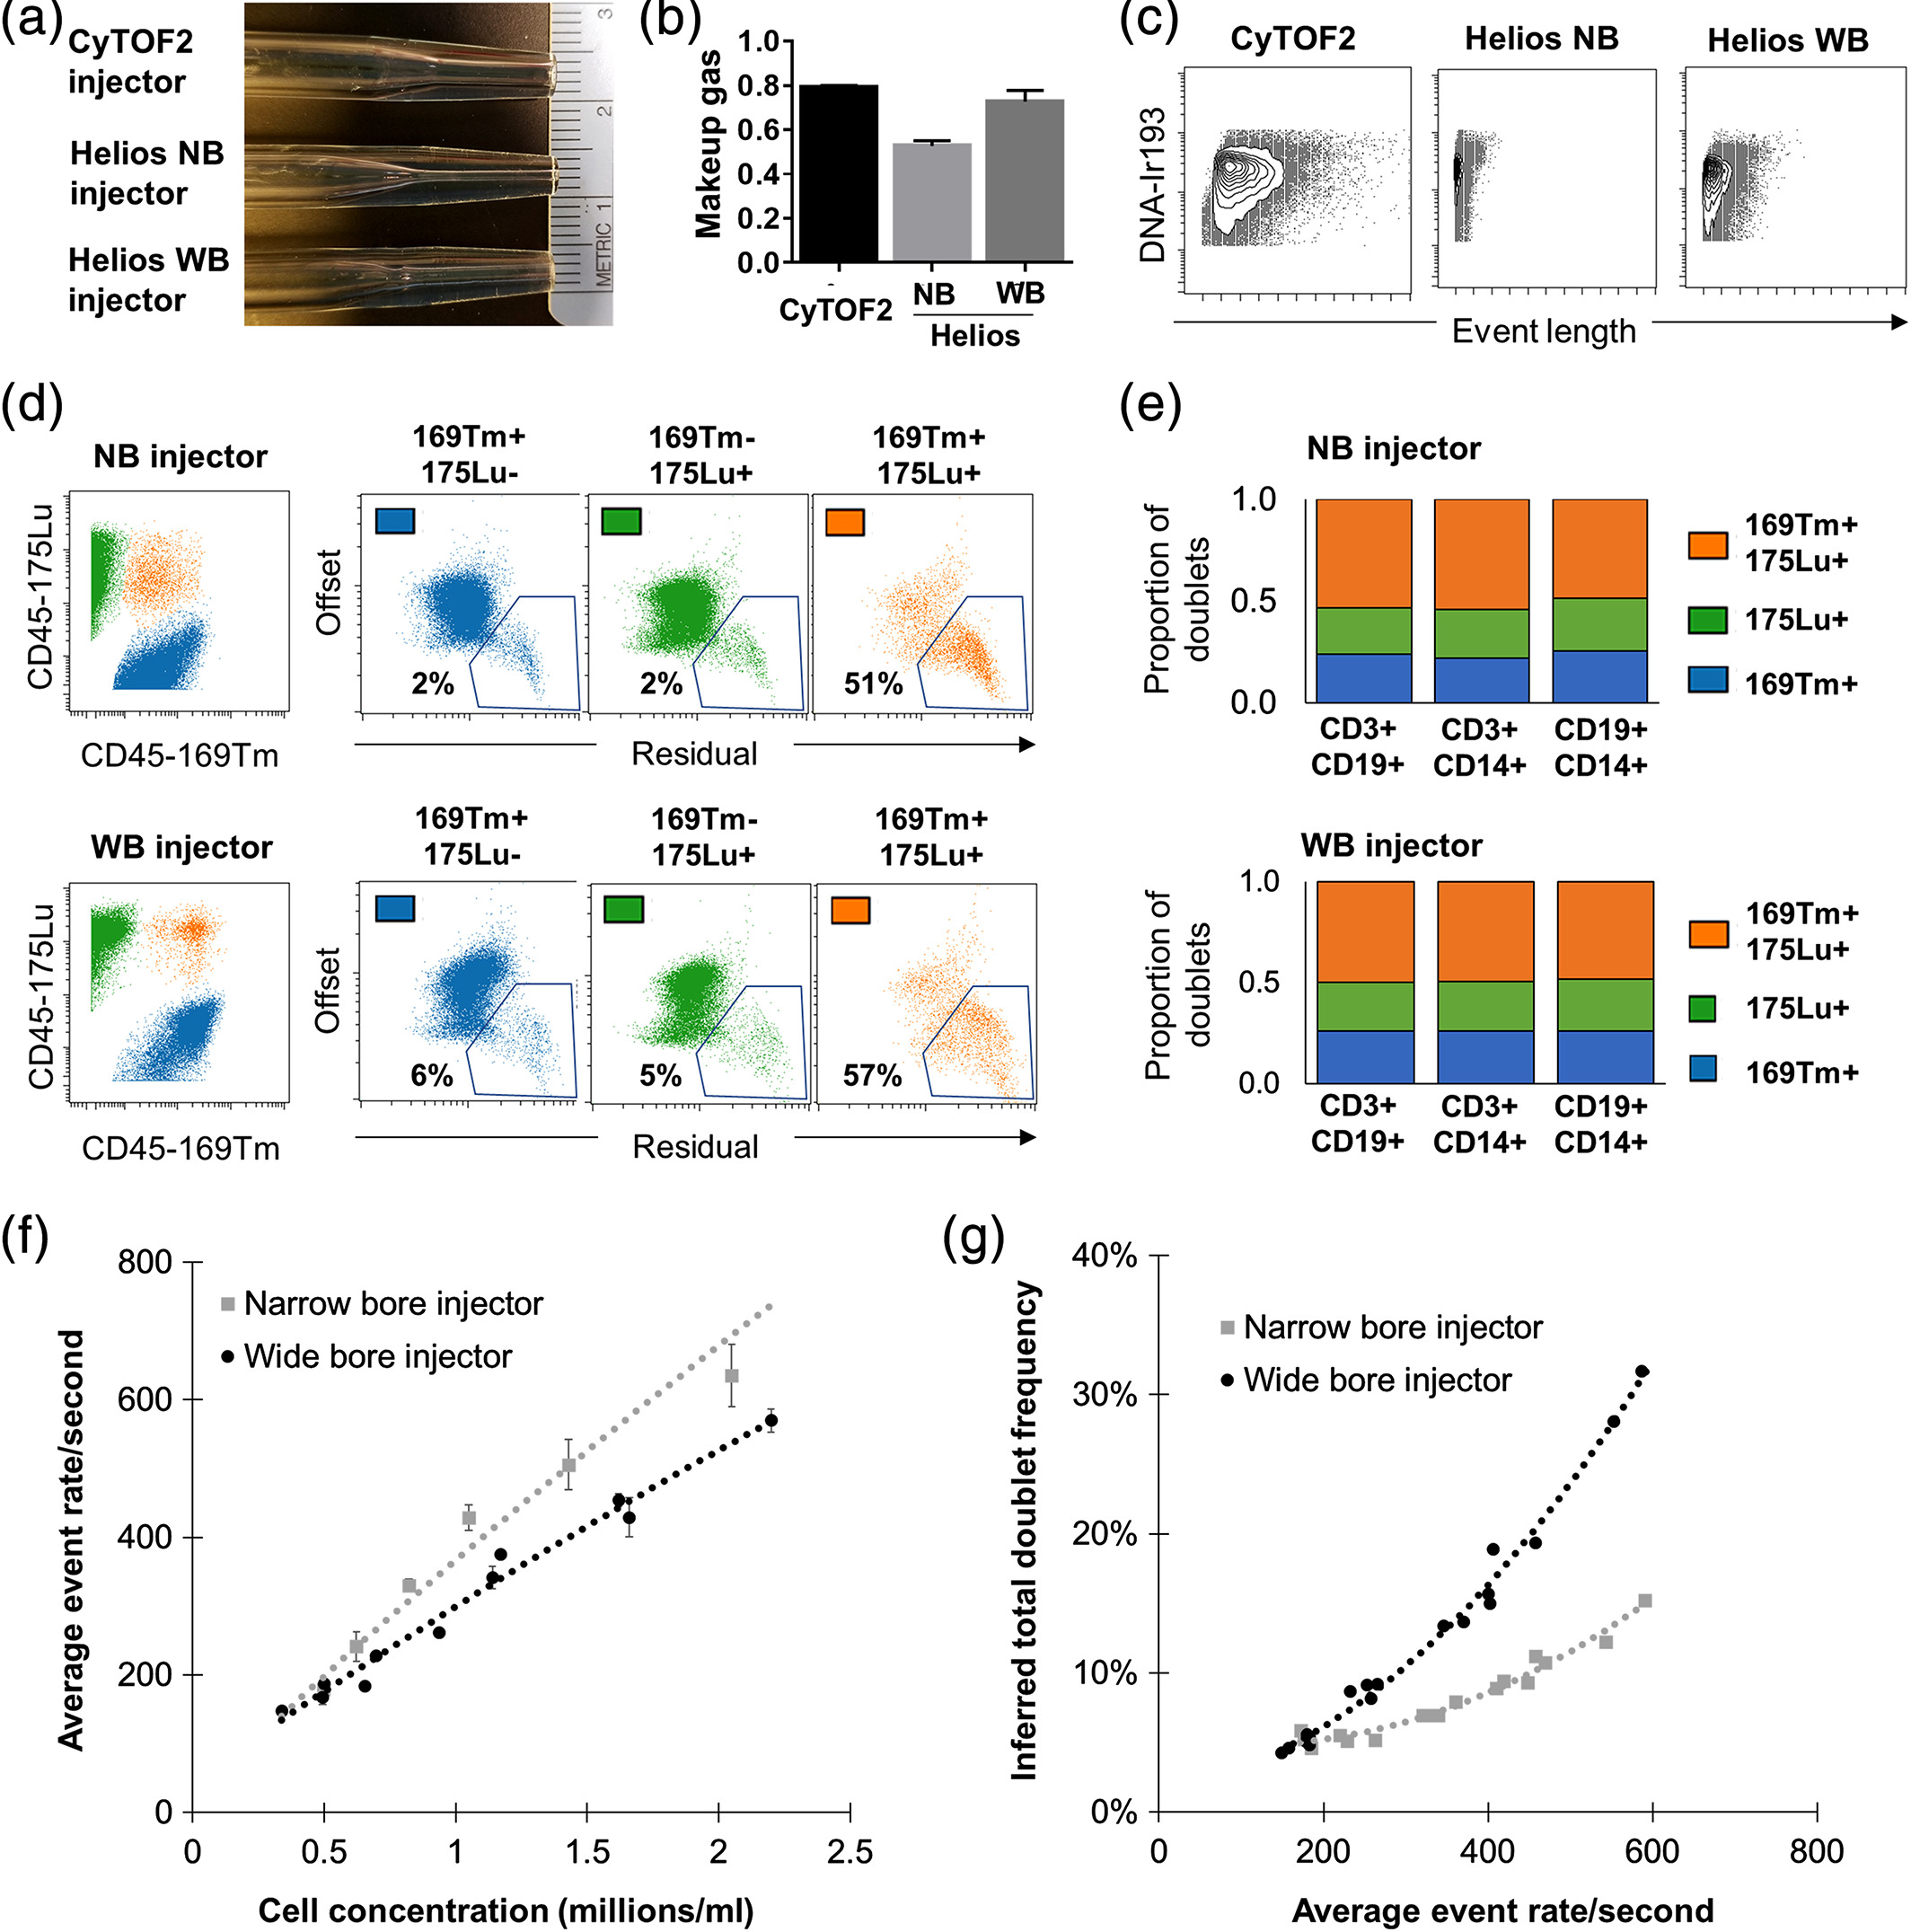 (a)
CyTOF2
injector
Helios NB
injector
Helios WB
injector
3
2
METRIC 1
(b)
Makeup gas
1.0
0.8
0.6
0.4
0.2
0.0
CyTOF2
NB
WB
Helios
(c)
CyTOF2
Helios NB
Helios WB
DNA-Ir193
Event length
(d)
NB injector
CD45-175Lu
CD45-169Tm
169Tm+
175Lu-
169Tm-
175Lu+
169Tm+
175Lu+
Offset
2%
2%
51%
Residual
WB injector
CD45-175Lu
CD45-169Tm
169Tm+
175Lu-
169Tm-
175Lu+
169Tm+
175Lu+
Offset
6%
5%
57%
Residual
(e)
NB injector
Proportion of
doublets
1.0
0.5
0.0
CD3+
CD19+
CD3+
CD14+
CD19+
CD14+
169Tm+
175Lu+
175Lu+
169Tm+
WB injector
Proportion of
doublets
1.0
0.5
0.0
CD3+
CD19+
CD3+
CD14+
CD19+
CD14+
169Tm+
175Lu+
175Lu+
169Tm+
(f)
Average event rate/second
800
600
400
200
0
Narrow bore injector
Wide bore injector
0
0.5
1
1.5
2
2.5
Cell concentration (millions/ml)
(g)
Inferred total doublet frequency
40%
30%
20%
10%
0%
Narrow bore injector
Wide bore injector
0
200
400
600
800
Average event rate/second